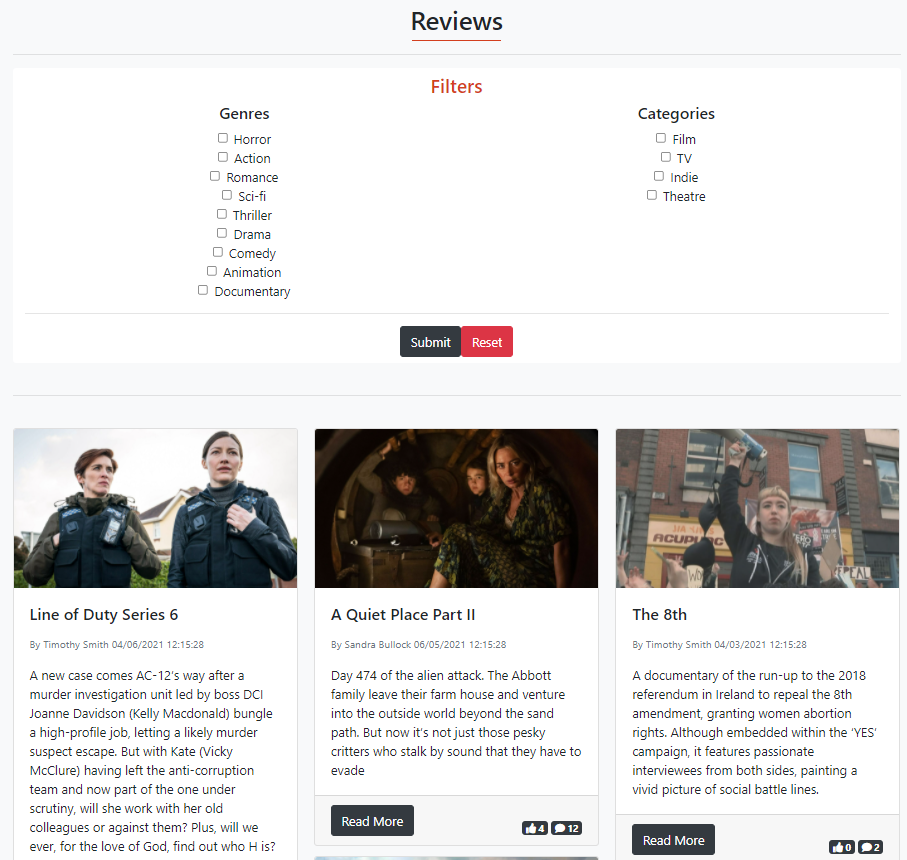 Reviews
Filters
Genres
Horror
Action
Romance
Sci-fi
Thriller
Drama
Comedy
Animation
Documentary
Categories
Film
TV
Indie
Theatre
Submit
Reset
Line of Duty Series 6
By Timothy Smith 04/06/2021 12:15:28
A new case comes AC-12’s way after a
murder investigation unit led by boss DCI
Joanne Davidson (Kelly Macdonald) bungle
a high-profile job, letting a likely murder
suspect escape. But with Kate (Vicky
McClure) having left the anti-corruption
team and now part of the one under
scrutiny, will she work with her old
colleagues or against them? Plus, will we
ever, for the love of God, find out who H is?
A Quiet Place Part II
By Sandra Bullock 06/05/2021 12:15:28
Day 474 of the alien attack. The Abbott
family leave their farm house and venture
into the outside world beyond the sand
path. But now it’s not just those pesky
critters who stalk by sound that they have to
evade
Read More
4 12
ACUPUNC
EPEAL
The 8th
By Timothy Smith 04/03/2021 12:15:28
A documentary of the run-up to the 2018
referendum in Ireland to repeal the 8th
amendment, granting women abortion
rights. Although embedded within the ‘YES’
campaign, it features passionate
interviewees from both sides, painting a
vivid picture of social battle lines.
Read More
0 2